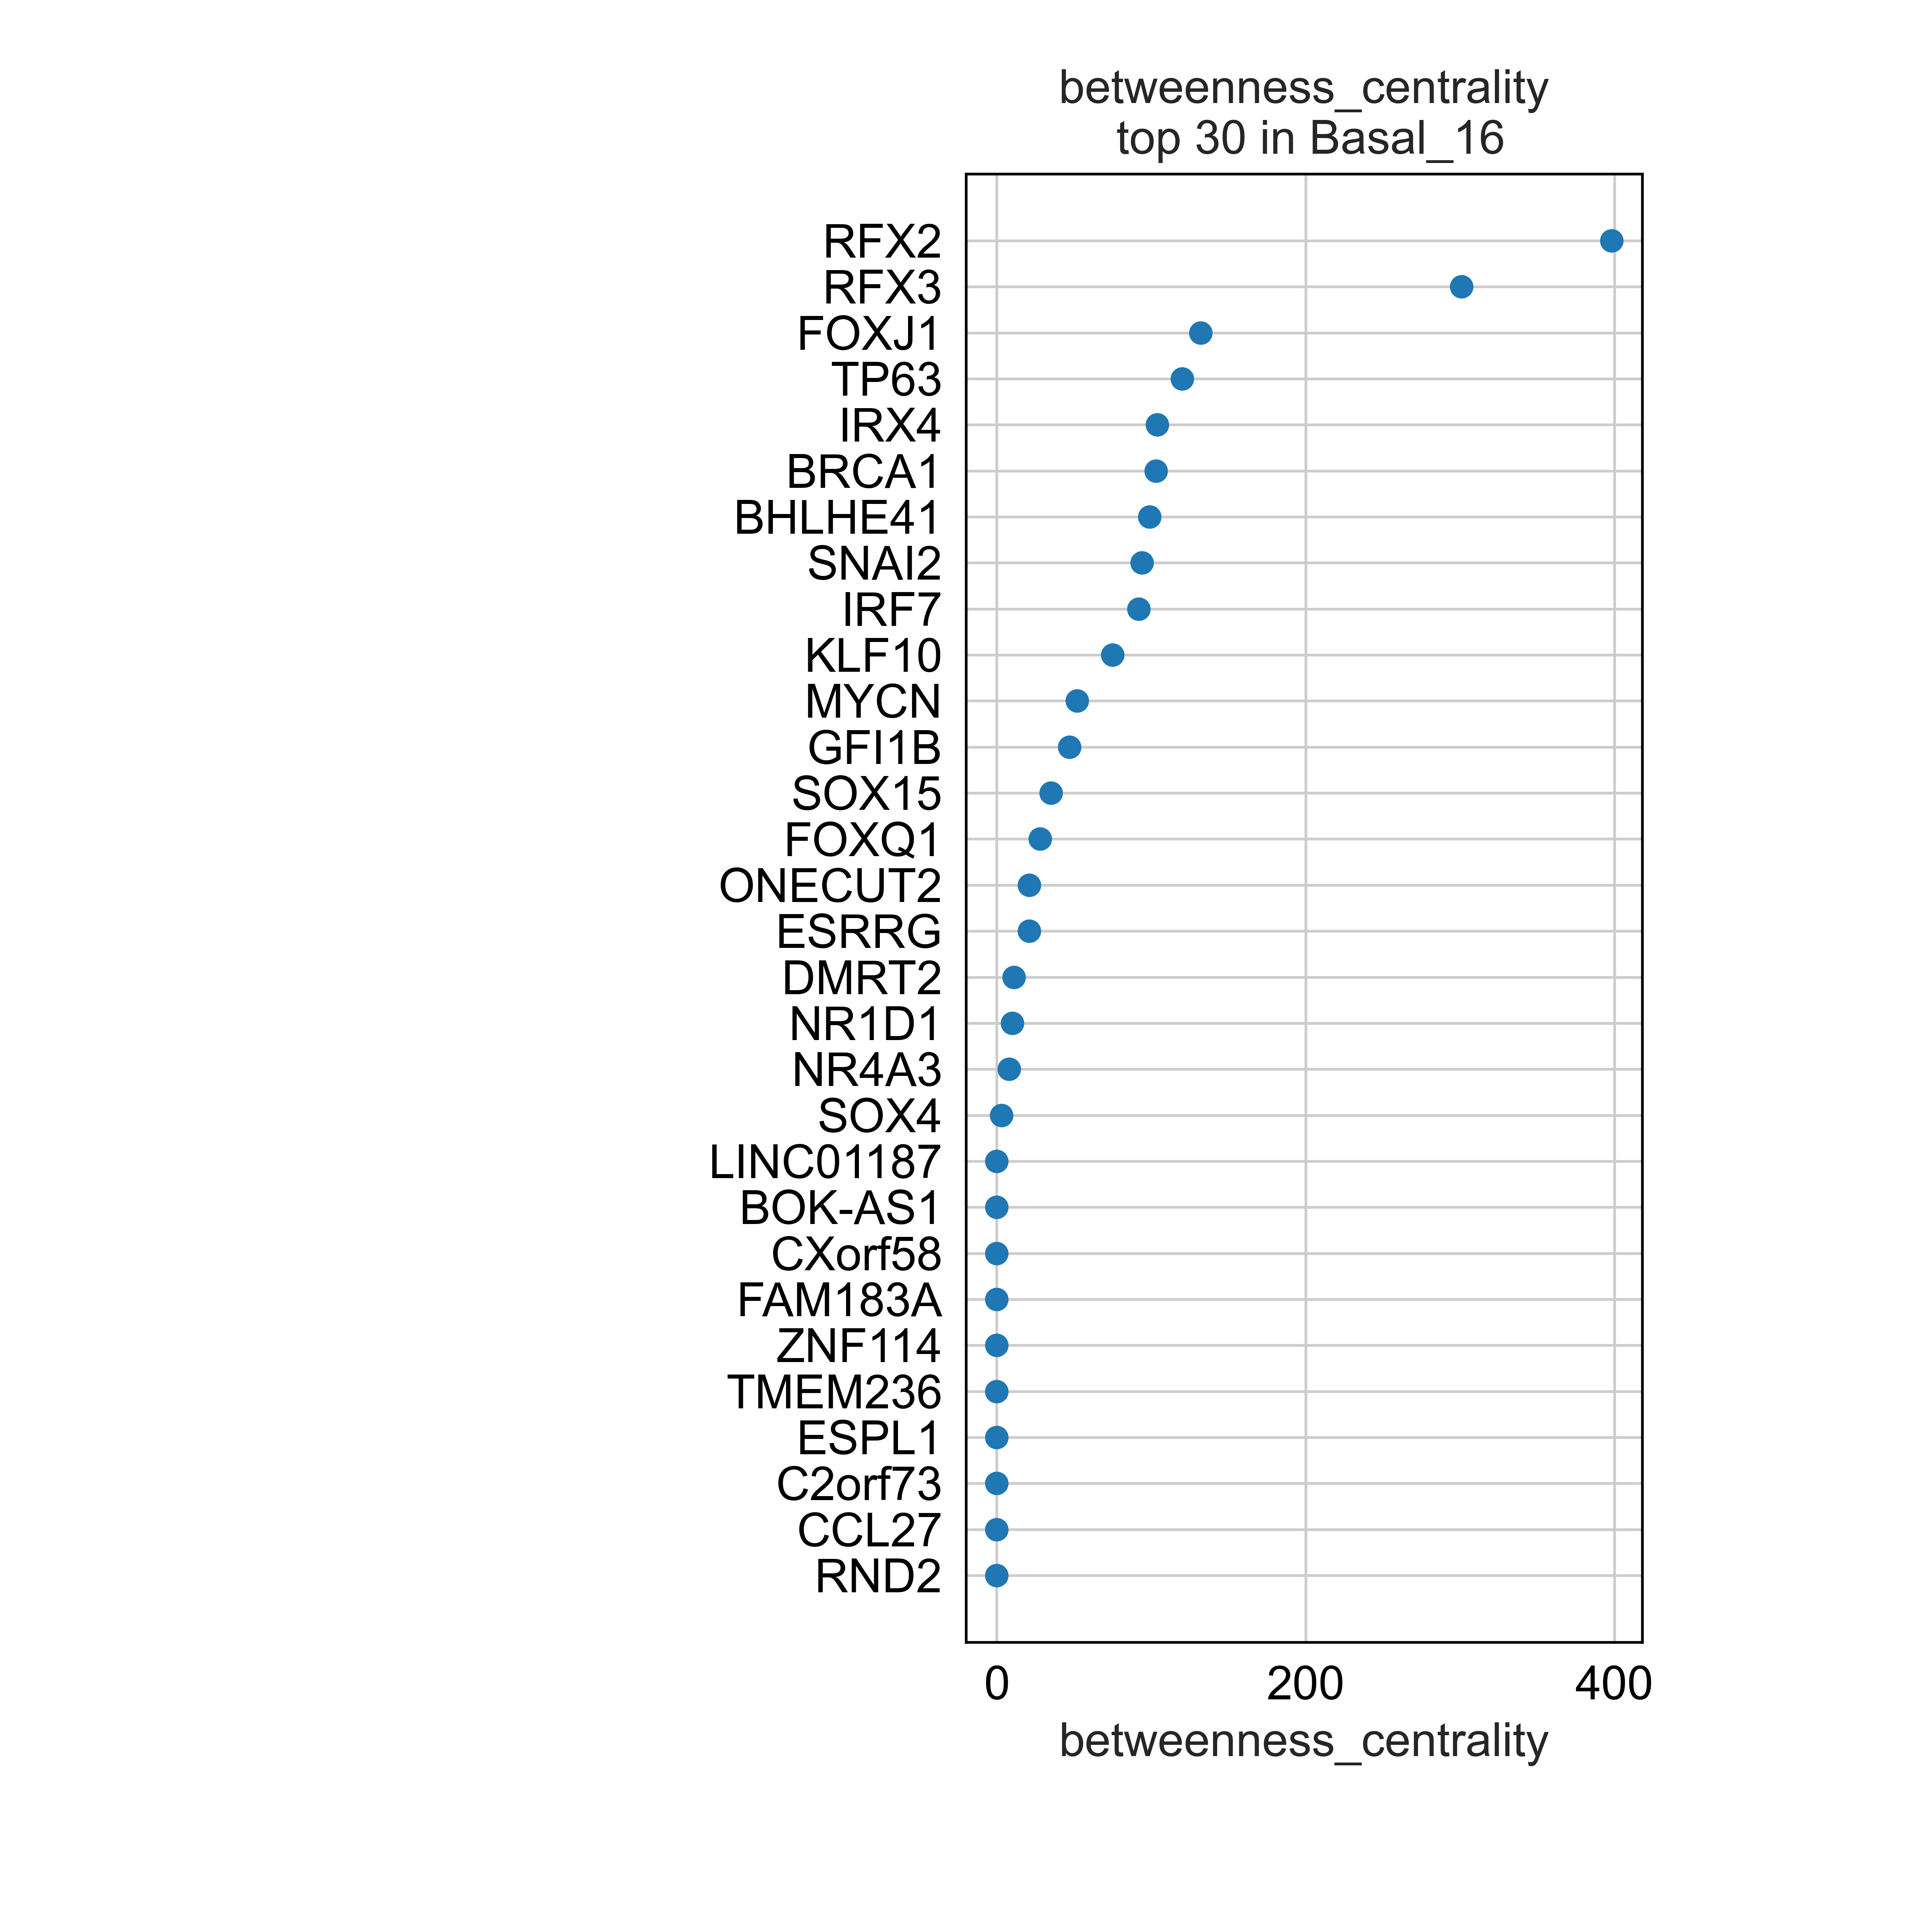 betweenness_centrality
top 30 in Basal_16
RFX2
RFX3
FOXJ1
TP63
IRX4
BRCA1
BHLHE41
SNAI2
IRF7
KLF10
MYCN
GFI1B
SOX15
FOXQ1
ONECUT2
ESRRG
DMRT2
NR1D1
NR4A3
SOX4
LINC01187
BOK-AS1
CXorf58
FAM183A
ZNF114
TMEM236
ESPL1
C2orf73
CCL27
RND2
0 200 400
betweenness_centrality